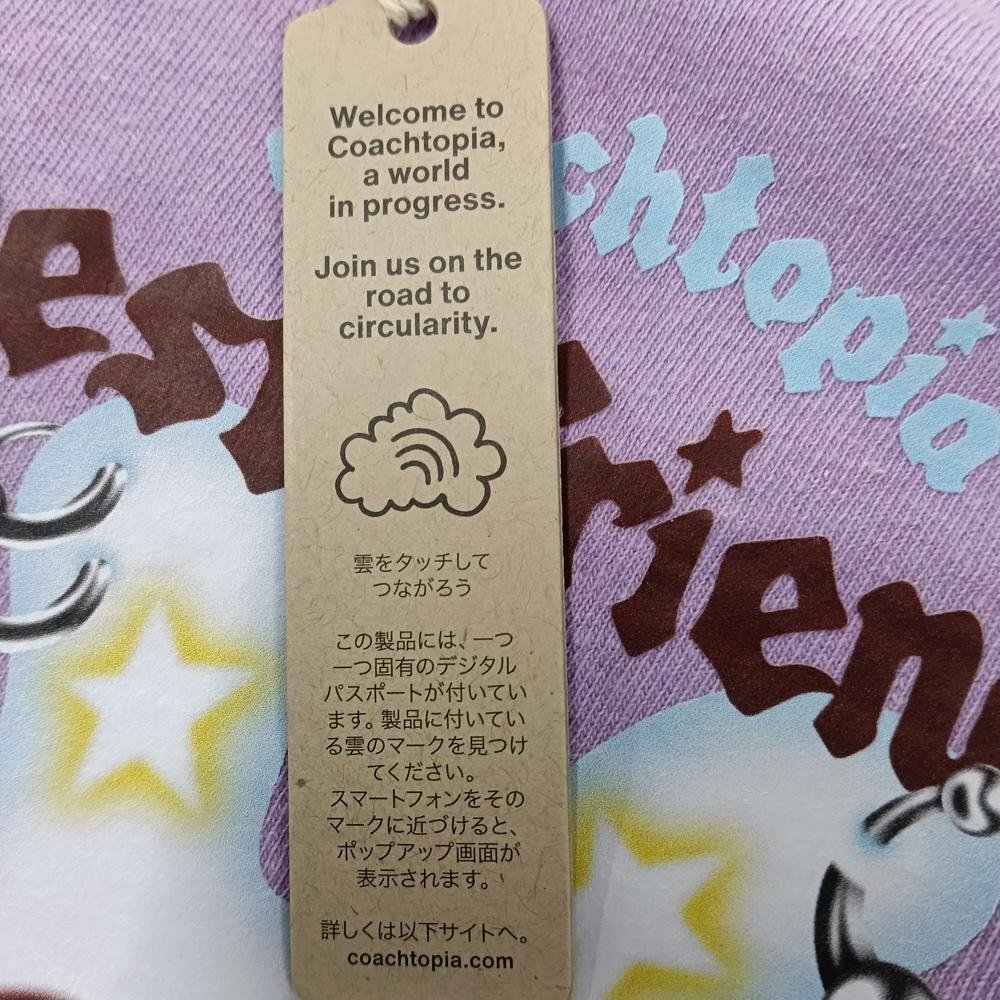 Welcome to
Coachtopia,
a world
in progress.
Join us on the
road to
circularity.
雲をタッチして
つながろう
この製品には、一つ
一つ固有のデジタル
パスポートが付いてい
ます。製品に付いてい
る雲のマークを見つけ
てください。
スマートフォンをその
マークに近づけると、
ポップアップ画面が
表示されます。
詳しくは以下サイトへ。
coachtopia.com
chtopia